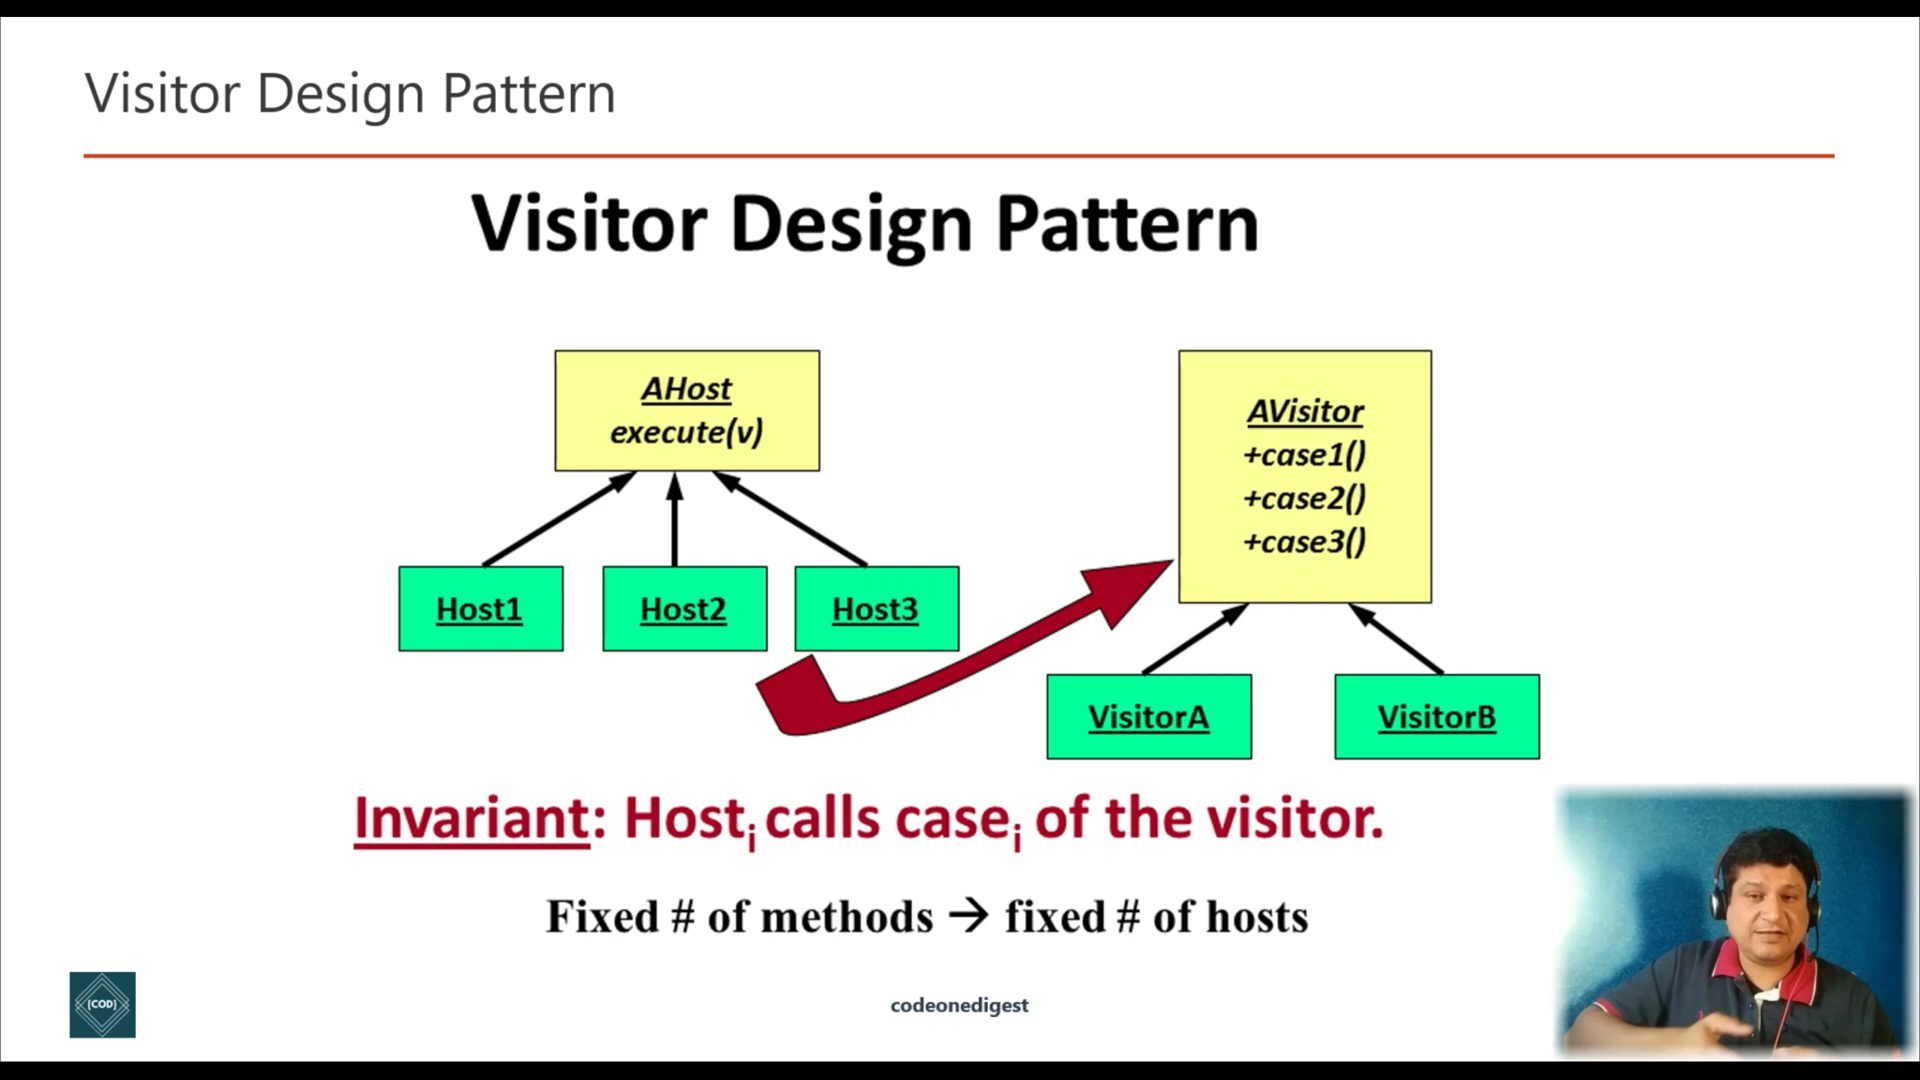 Visitor Design Pattern
Visitor Design Pattern
AHost
execute(v)
AVisitor
+case1()
+case2()
+case3()
Host1
Host2
Host3
VisitorA
VisitorB
Invariant: Hosti calls casei of the visitor.
Fixed # of methods → fixed # of hosts
{COD}
codeonedigest